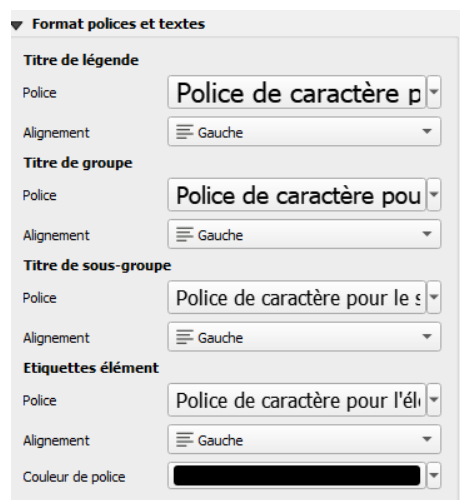 Format polices et textes
Titre de légende
Police Police de caractère p
Alignement Gauche
Titre de groupe
Police Police de caractère pou
Alignement Gauche
Titre de sous-groupe
Police Police de caractère pour le s
Alignement Gauche
Etiquettes élément
Police Police de caractère pour l'élé
Alignement Gauche
Couleur de police